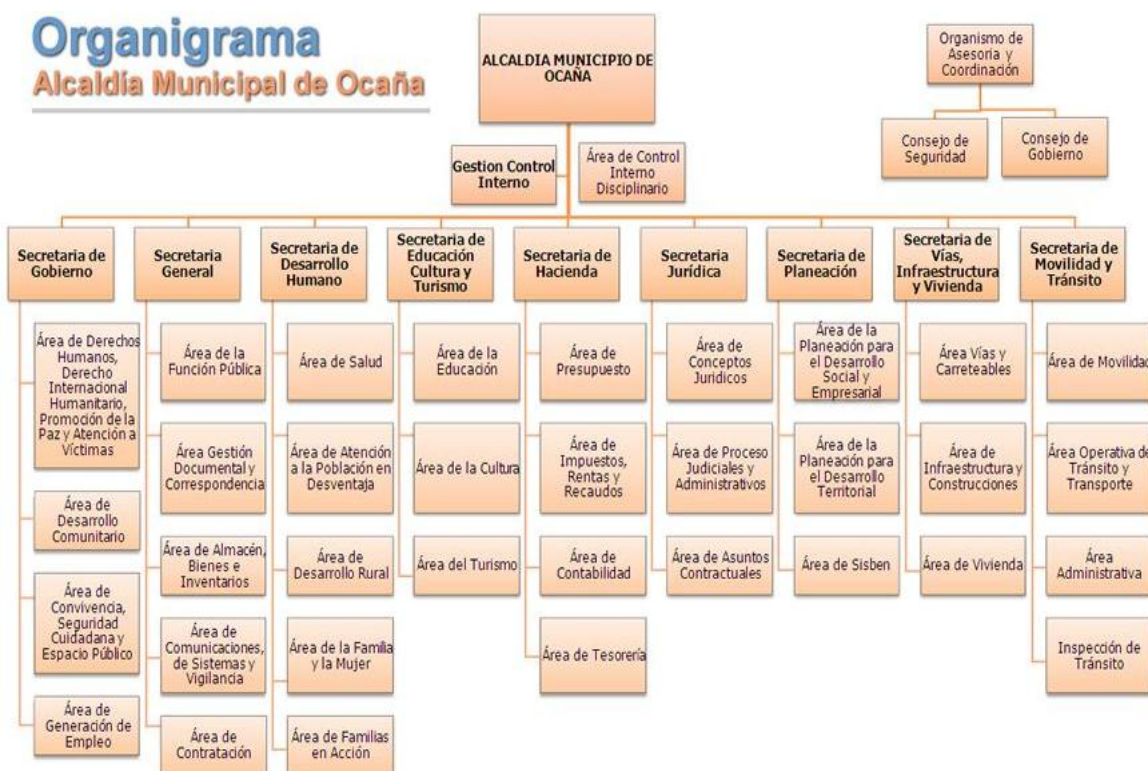 Organigrama
Alcaldía Municipal de Ocaña
ALCALDIA MUNICIPIO DE
OCAÑA
Organismo de
Asesoria y
Coordinación
Consejo de
Seguridad
Consejo de
Gobierno
Gestion Control
Interno
Área de Control
Interno
Disciplinario
Secretaria de
Gobierno
Secretaria
General
Secretaria de
Desarrollo
Humano
Secretaria de
Educación
Cultura y
Turismo
Secretaria de
Hacienda
Secretaria
Jurídica
Secretaria de
Planeación
Secretaria de
Vías,
Infraestructura
y Vivienda
Secretaria de
Movilidad y
Tránsito
Área de Derechos
Humanos,
Derecho
Internacional
Humanitario,
Promoción de la
Paz y Atención a
Víctimas
Área de
Desarrollo
Comunitario
Área de
Convivencia,
Seguridad
Cuidadana y
Espacio Público
Área de
Generación de
Empleo
Área de la
Función Pública
Área Gestión
Documental y
Correspondencia
Área de Almacén,
Bienes e
Inventarios
Área de
Comunicaciones,
de Sistemas y
Vigilancia
Área de
Contratación
Área de Salud
Área de Atención
a la Población en
Desventaja
Área de
Desarrollo Rural
Área de la Familia
y la Mujer
Área de Familias
en Acción
Área de la
Educación
Área de la Cultura
Área del Turismo
Área de
Presupuesto
Área de
Impuestos,
Rentas y
Recaudos
Área de
Contabilidad
Área de Tesorería
Área de
Conceptos
Juridicos
Área de Proceso
Judiciales y
Administrativos
Área de Asuntos
Contractuales
Área de la
Planeación para
el Desarrollo
Social y
Empresarial
Área de la
Planeación para
el Desarrollo
Territorial
Área de Sisben
Área Vías y
Carreteables
Área de
Infraestructura y
Construcciones
Área de Vivienda
Área de Movilidad
Área Operativa de
Tránsito y
Transporte
Área
Administrativa
Inspección de
Tránsito